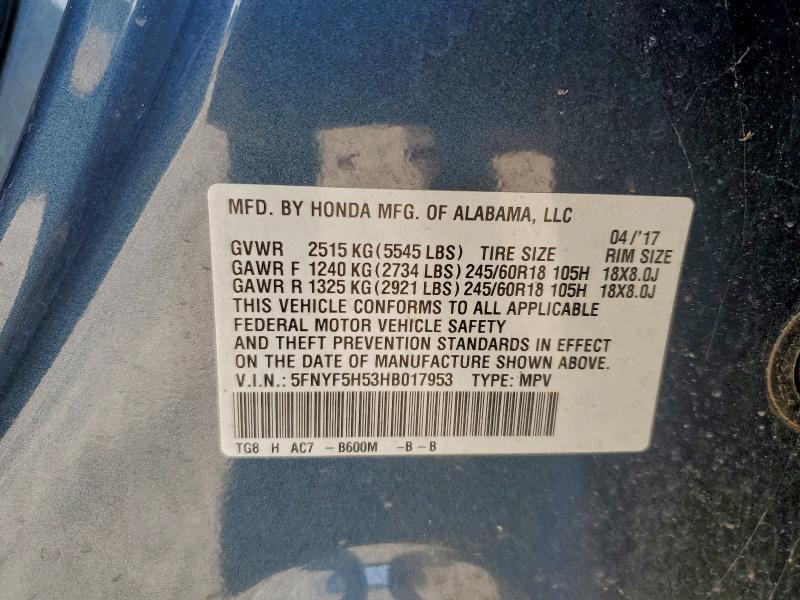 MFD. BY HONDA MFG. OF ALABAMA, LLC
04/'17
GVWR 2515 KG (5545 LBS) TIRE SIZE RIM SIZE
GAWR F 1240 KG (2734 LBS) 245/60R18 105H 18X8.0J
GAWR R 1325 KG (2921 LBS) 245/60R18 105H 18X8.0J
THIS VEHICLE CONFORMS TO ALL APPLICABLE
FEDERAL MOTOR VEHICLE SAFETY
AND THEFT PREVENTION STANDARDS IN EFFECT
ON THE DATE OF MANUFACTURE SHOWN ABOVE.
V.I.N.: 5FNYF5H53HB017953 TYPE: MPV
TG8 H AC7 -B600M -B-B